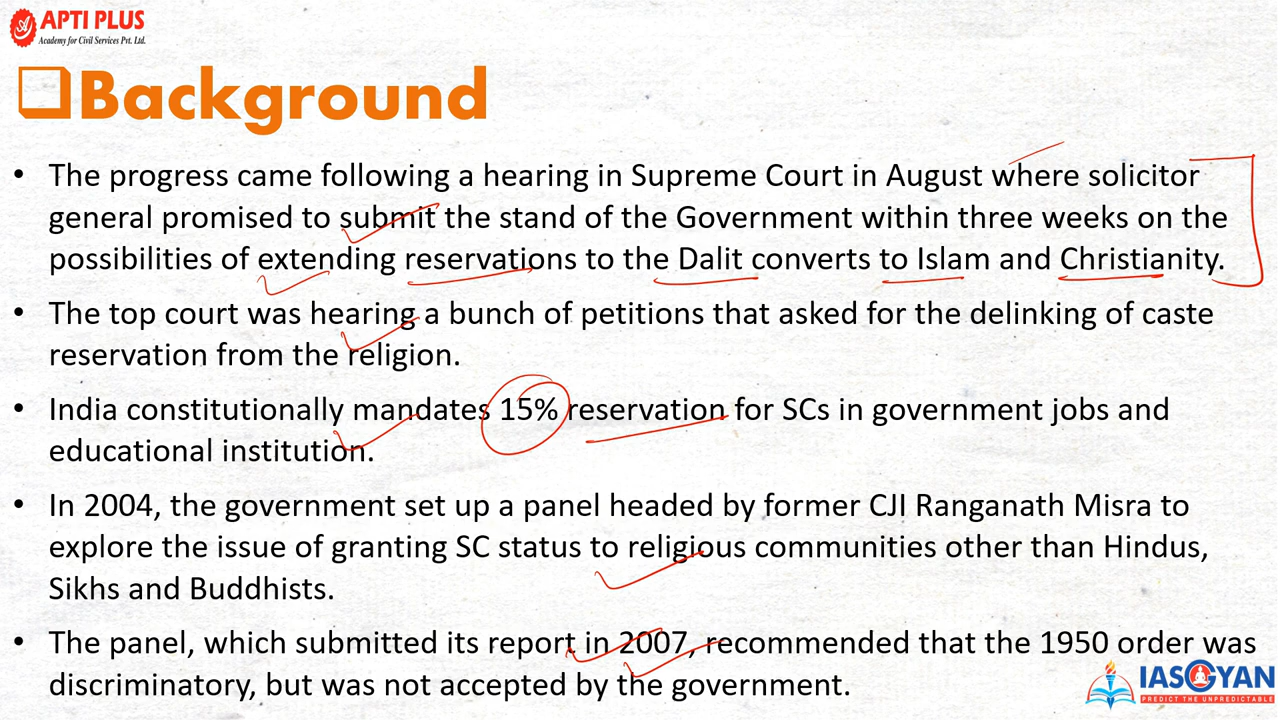 APTI PLUS
Academy for Civil Services Pvt. Ltd.
Background
• The progress came following a hearing in Supreme Court in August where solicitor
general promised to submit the stand of the Government within three weeks on the
possibilities of extending reservations to the Dalit converts to Islam and Christianity.
• The top court was hearing a bunch of petitions that asked for the delinking of caste
reservation from the religion.
• India constitutionally mandates 15% reservation for SCs in government jobs and
educational institution.
• In 2004, the government set up a panel headed by former CJI Ranganath Misra to
explore the issue of granting SC status to religious communities other than Hindus,
Sikhs and Buddhists.
• The panel, which submitted its report in 2007, recommended that the 1950 order was
discriminatory, but was not accepted by the government.
IASGYAN
PREDICT THE UNPREDICTABLE